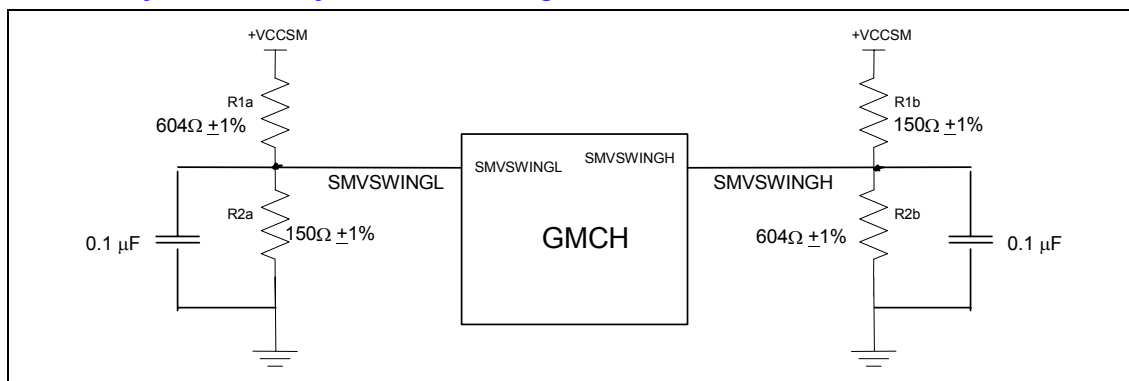 +VCCSM
+VCCSM
R1a
604Ω ±1%
R1b
150Ω ±1%
SMVSWINGL
SMVSWINGL
SMVSWINGH
SMVSWINGH
GMCH
R2a
150Ω ±1%
0.1 µF
R2b
604Ω ±1%
0.1 µF